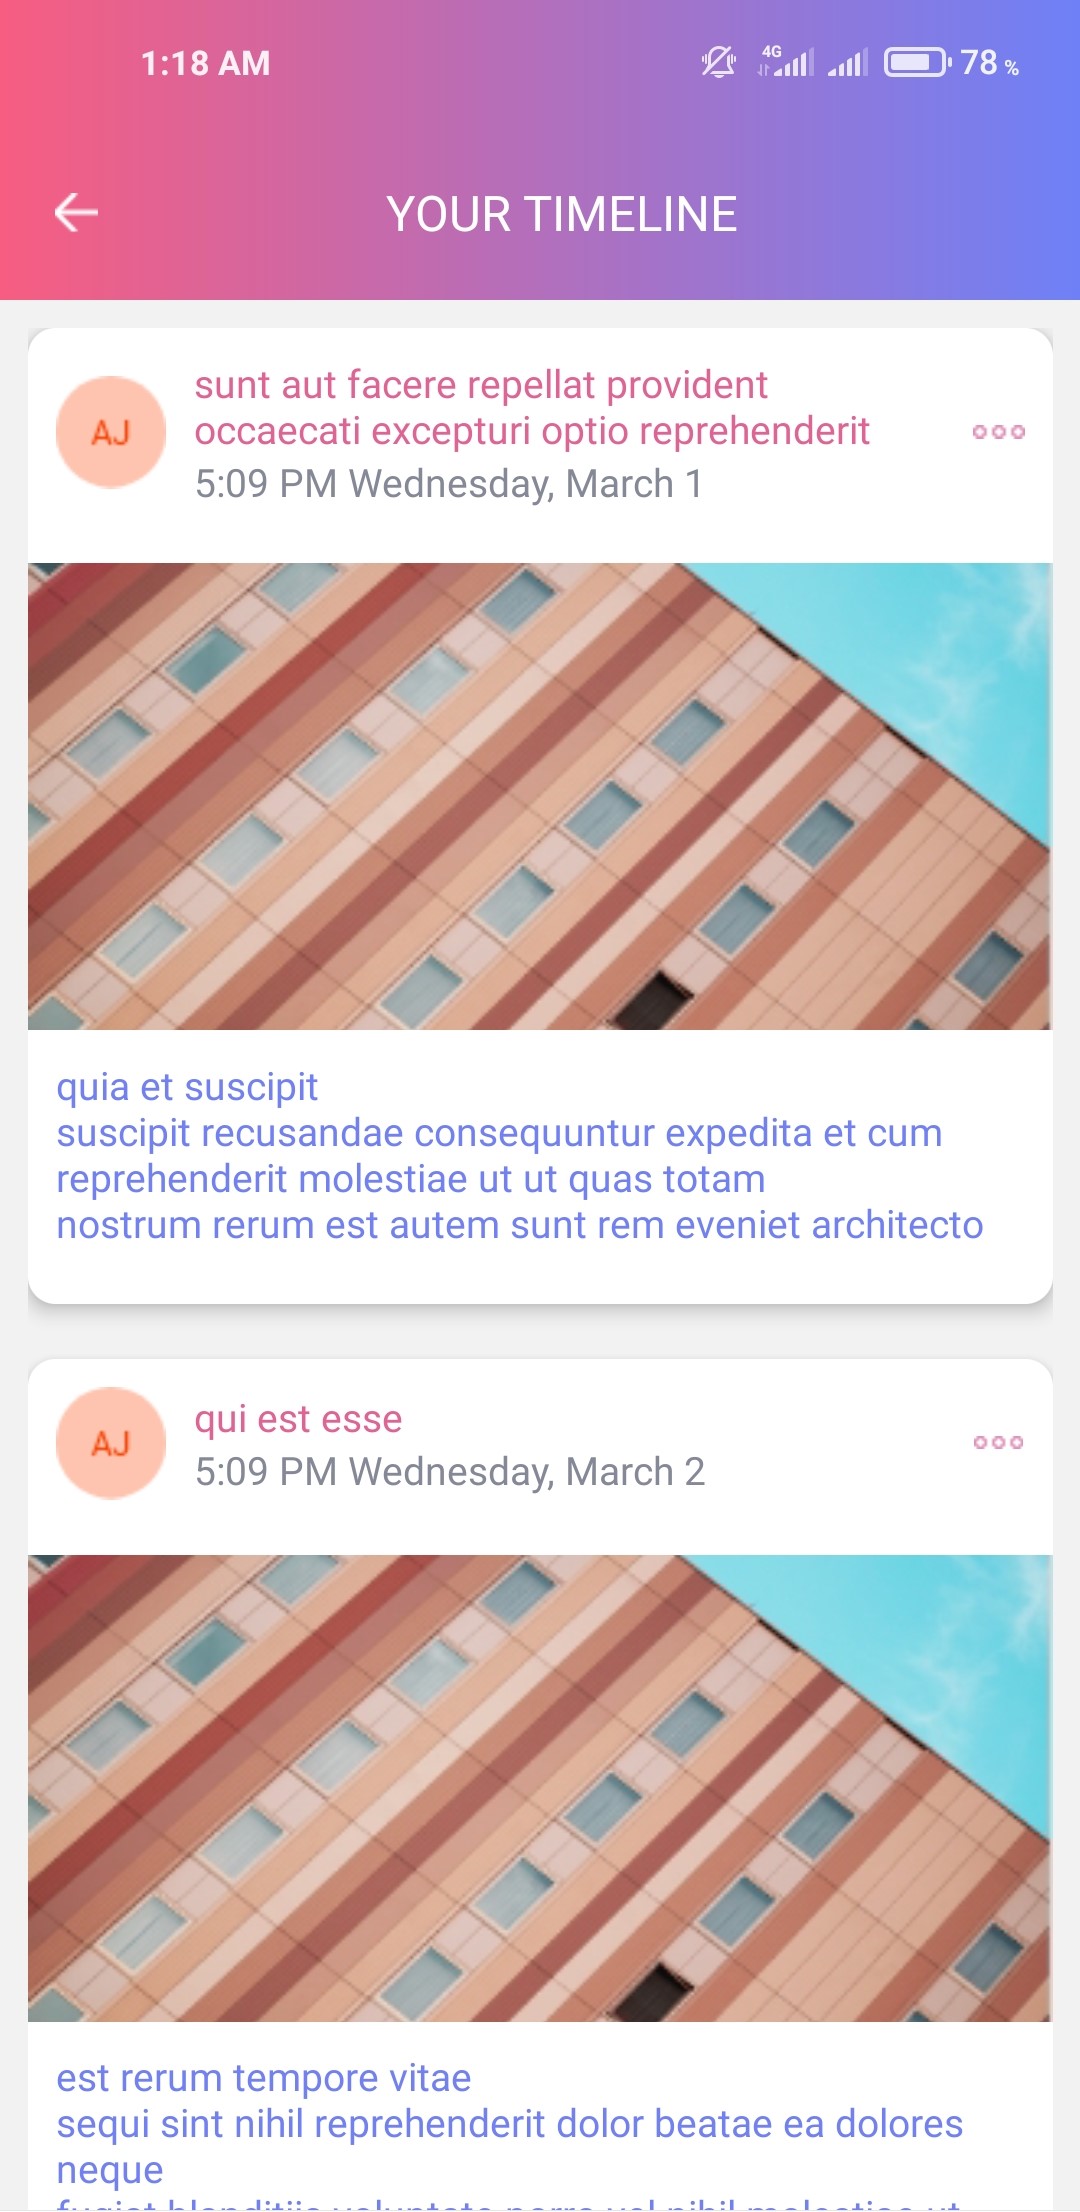 1:18 AM
4G
78 %
YOUR TIMELINE
AJ
sunt aut facere repellat provident
occaecati excepturi optio reprehenderit
5:09 PM Wednesday, March 1
quia et suscipit
suscipit recusandae consequuntur expedita et cum
reprehenderit molestiae ut ut quas totam
nostrum rerum est autem sunt rem eveniet architecto
AJ
qui est esse
5:09 PM Wednesday, March 2
est rerum tempore vitae
sequi sint nihil reprehenderit dolor beatae ea dolores
neque